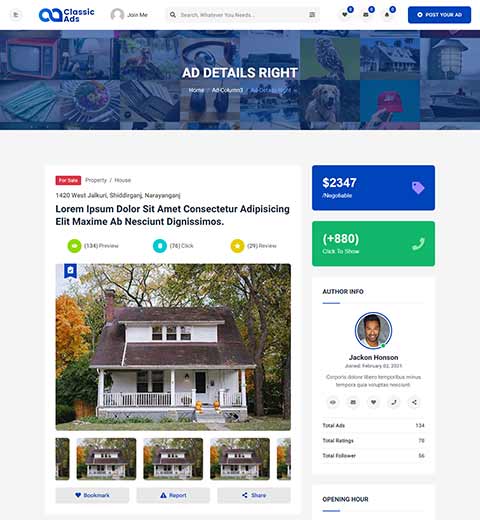 Classic
Ads
Join Me
Search, Whatever You Needs...
0
0
0
POST YOUR AD
AD DETAILS RIGHT
Home / Ad-Column3 / Ad-Details-Right
For Sale
Property / House
1420 West Jalkuri, Shiddirganj, Narayanganj
Lorem Ipsum Dolor Sit Amet Consectetur Adipisicing
Elit Maxime Ab Nesciunt Dignissimos.
(134) Preview
(76) Click
(29) Review
Bookmark
Report
Share
$2347
/Negotiable
(+880)
Click To Show
AUTHOR INFO
Jackon Honson
Joined: February 02, 2021
Corporis dolore libero temporibus minus
tempora quia voluptas nesciunt
Total Ads 134
Total Ratings 78
Total Follower 56
OPENING HOUR